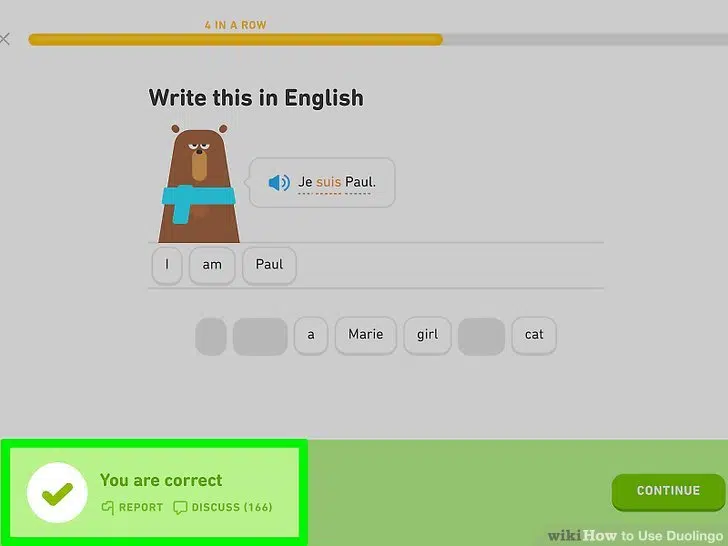 4 IN A ROW
Write this in English
Je suis Paul.
I am Paul
a Marie girl cat
You are correct
REPORT DISCUSS (166)
CONTINUE
wikiHow to Use Duolingo